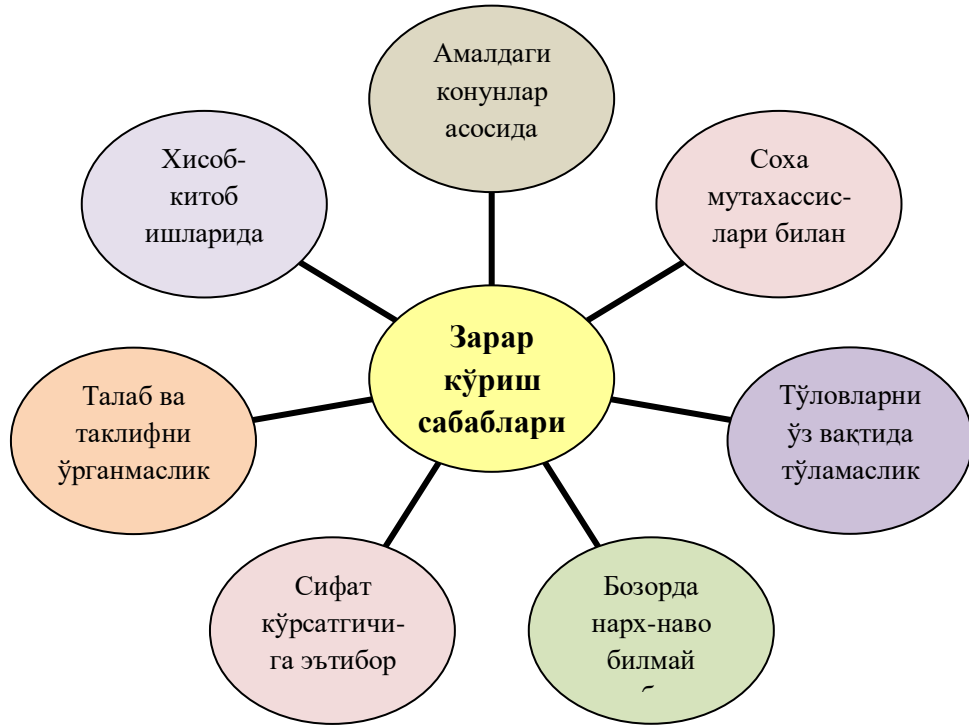 Амалдаги
конунлар
асосида
Соха
мутахассис-
лари билан
Тўловларни
ўз вақтида
тўламаслик
Бозорда
нарх-наво
билмай
Сифат
кўрсатгичи-
га эътибор
Талаб ва
таклифни
ўрганмаслик
Хисоб-
китоб
ишларида
Зарар
кўриш
сабаблари